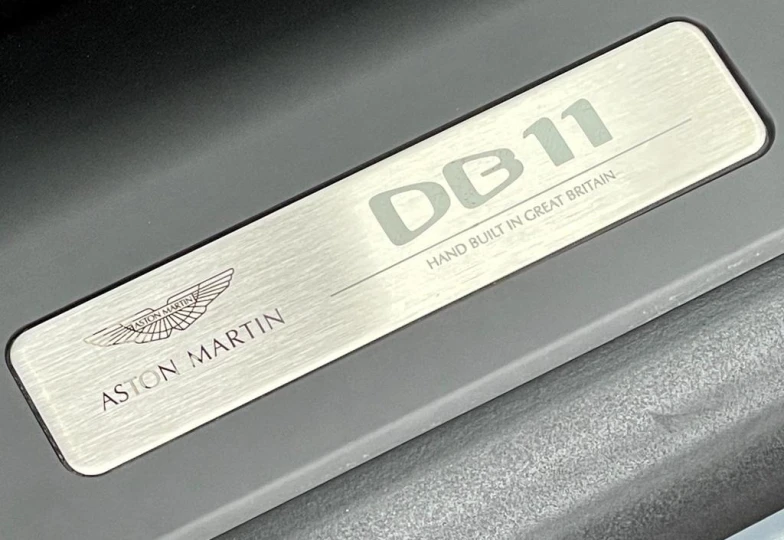 ASTON MARTIN
ASTON MARTIN
DB11
HAND BUILT IN GREAT BRITAIN